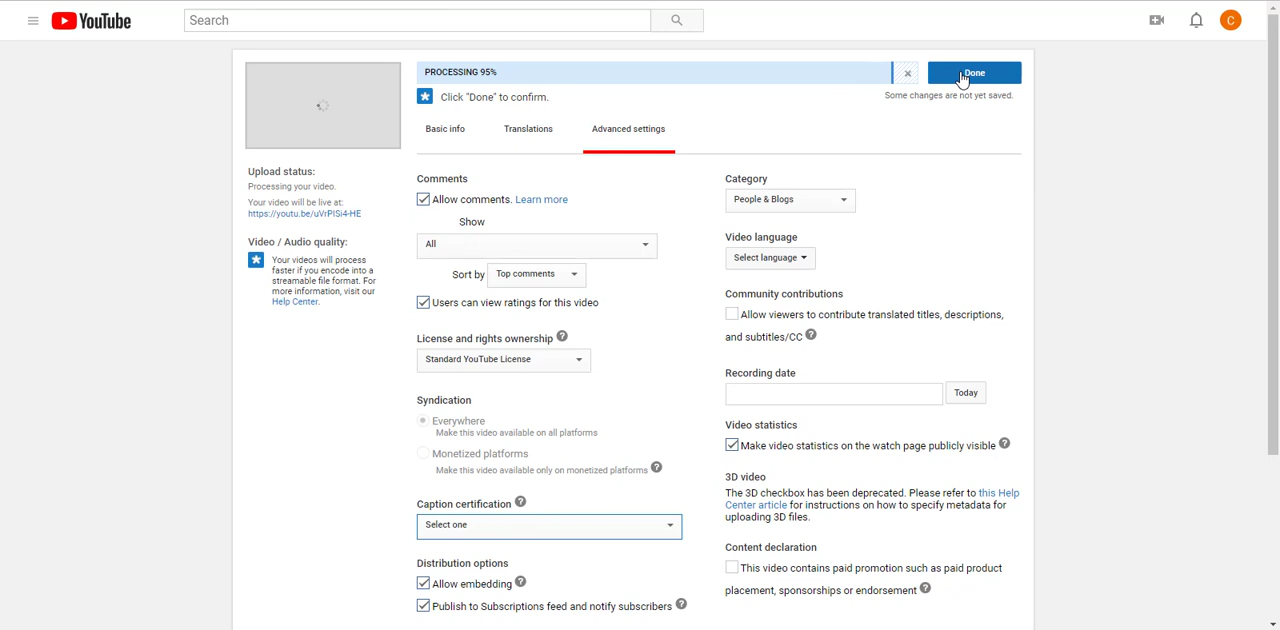 YouTube
Search
C
PROCESSING 95%
Done
Click "Done" to confirm.
Some changes are not yet saved.
Basic info
Translations
Advanced settings
Upload status:
Processing your video.
Your video will be live at:
https://youtu.be/uVrPISi4-HE
Video / Audio quality:
Your videos will process
faster if you encode into a
streamable file format. For
more information, visit our
Help Center.
Comments
Allow comments. Learn more
Show
All
Sort by Top comments
Users can view ratings for this video
License and rights ownership ?
Standard YouTube License
Syndication
Everywhere
Make this video available on all platforms
Monetized platforms
Make this video available only on monetized platforms ?
Caption certification ?
Select one
Distribution options
Allow embedding ?
Publish to Subscriptions feed and notify subscribers ?
Category
People & Blogs
Video language
Select language
Community contributions
Allow viewers to contribute translated titles, descriptions,
and subtitles/CC ?
Recording date
Today
Video statistics
Make video statistics on the watch page publicly visible ?
3D video
The 3D checkbox has been deprecated. Please refer to this Help
Center article for instructions on how to specify metadata for
uploading 3D files.
Content declaration
This video contains paid promotion such as paid product
placement, sponsorships or endorsement ?